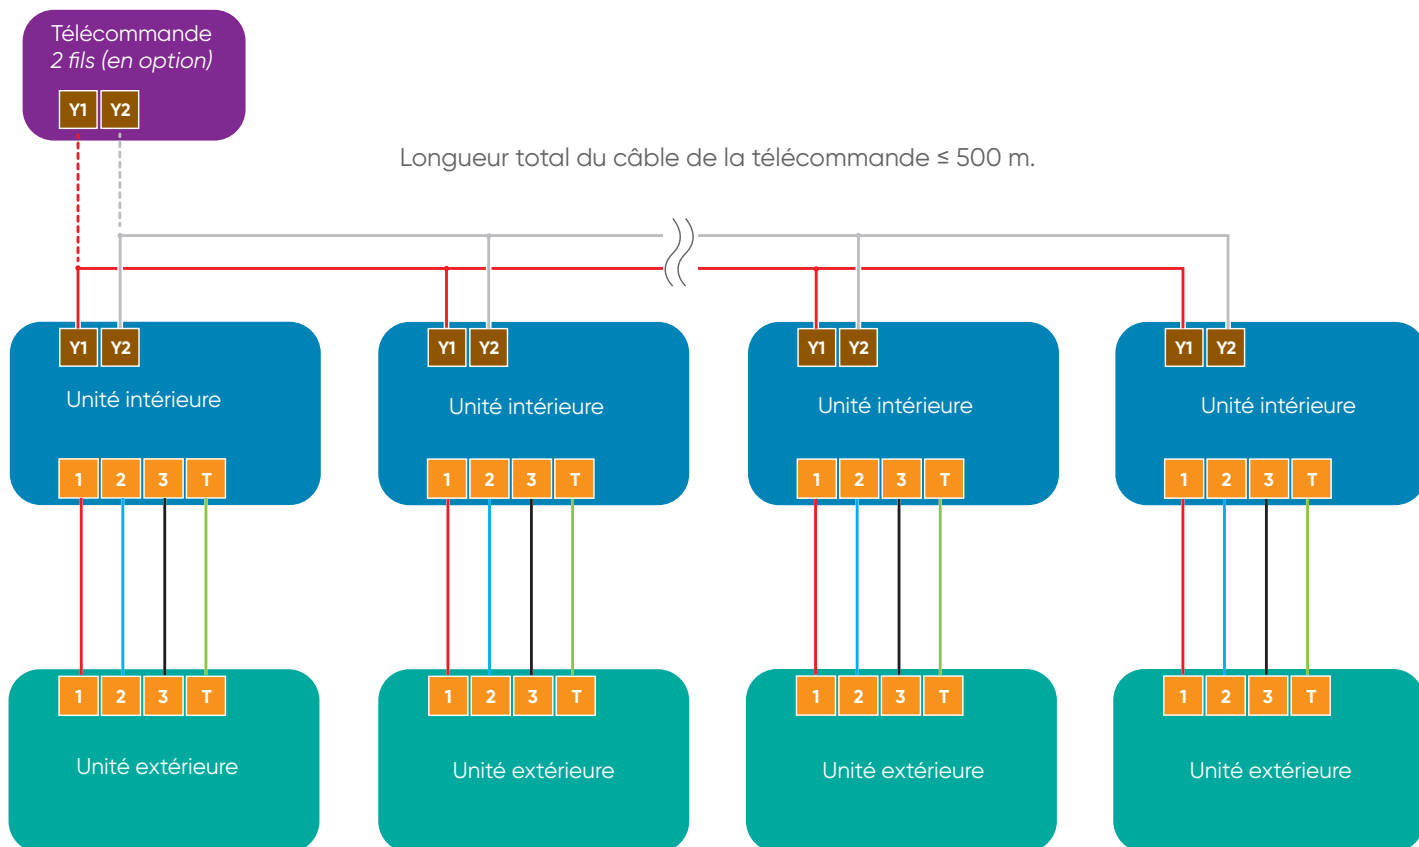 Télécommande
2 fils (en option)
Y1 Y2
Longueur total du câble de la télécommande ≤ 500 m.
Y1 Y2 Y1 Y2 Y1 Y2 Y1 Y2
Unité intérieure Unité intérieure Unité intérieure Unité intérieure
1 2 3 T 1 2 3 T 1 2 3 T 1 2 3 T
1 2 3 T 1 2 3 T 1 2 3 T 1 2 3 T
Unité extérieure Unité extérieure Unité extérieure Unité extérieure